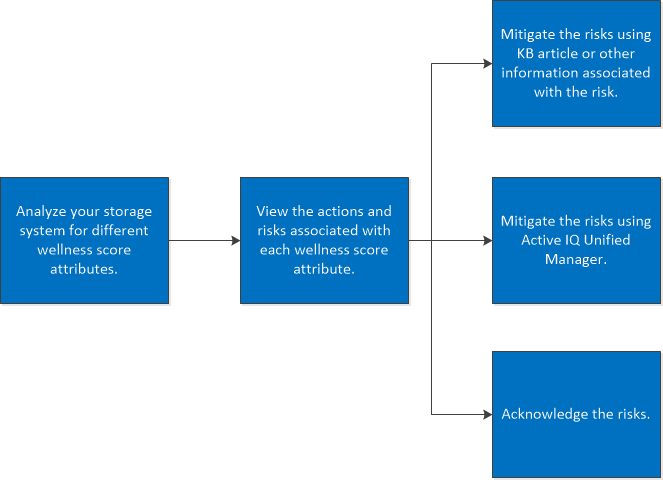 Analyze your storage
system for different
wellness score
attributes.
View the actions and
risks associated with
each wellness score
attribute.
Mitigate the risks using
KB article or other
information associated
with the risk.
Mitigate the risks using
Active IQ Unified
Manager.
Acknowledge the risks.